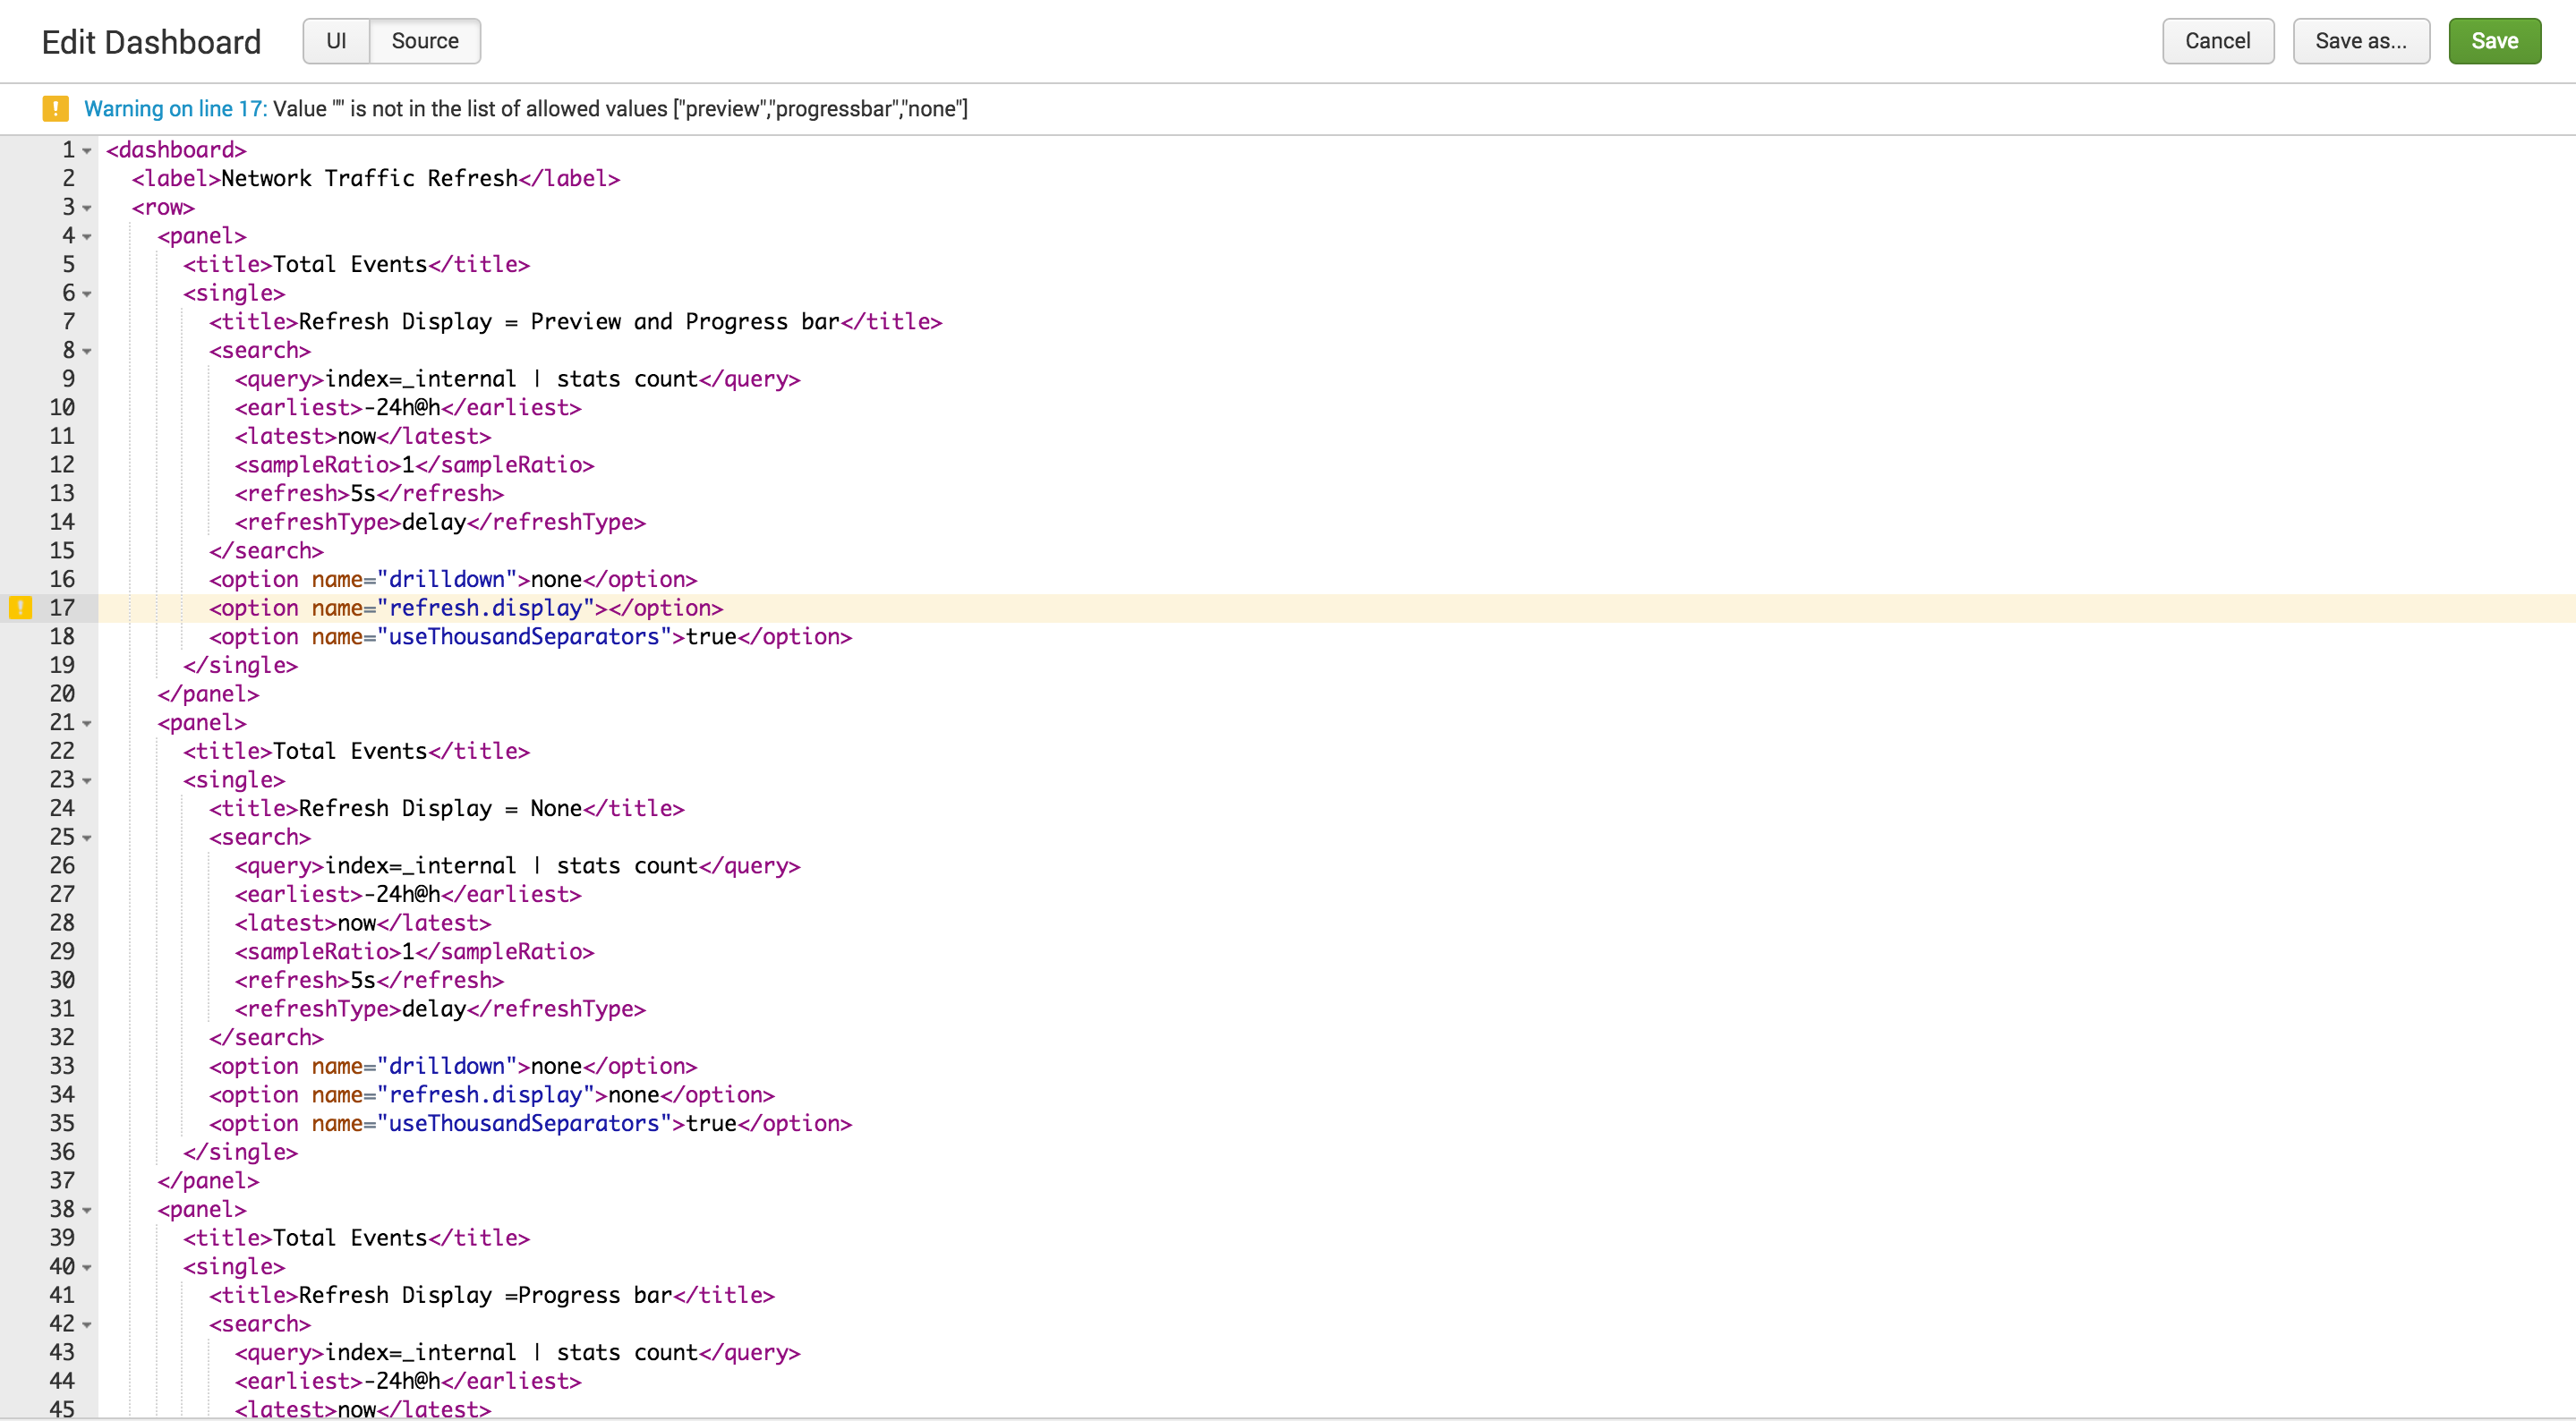 Edit Dashboard UI Source Cancel Save as... Save
! Warning on line 17: Value "" is not in the list of allowed values ["preview","progressbar","none"]
1 <dashboard>
2 <label>Network Traffic Refresh</label>
3 <row>
4 <panel>
5 <title>Total Events</title>
6 <single>
7 <title>Refresh Display = Preview and Progress bar</title>
8 <search>
9 <query>index=_internal | stats count</query>
10 <earliest>-24h@h</earliest>
11 <latest>now</latest>
12 <sampleRatio>1</sampleRatio>
13 <refresh>5s</refresh>
14 <refreshType>delay</refreshType>
15 </search>
16 <option name="drilldown">none</option>
! 17 <option name="refresh.display"></option>
18 <option name="useThousandSeparators">true</option>
19 </single>
20 </panel>
21 <panel>
22 <title>Total Events</title>
23 <single>
24 <title>Refresh Display = None</title>
25 <search>
26 <query>index=_internal | stats count</query>
27 <earliest>-24h@h</earliest>
28 <latest>now</latest>
29 <sampleRatio>1</sampleRatio>
30 <refresh>5s</refresh>
31 <refreshType>delay</refreshType>
32 </search>
33 <option name="drilldown">none</option>
34 <option name="refresh.display">none</option>
35 <option name="useThousandSeparators">true</option>
36 </single>
37 </panel>
38 <panel>
39 <title>Total Events</title>
40 <single>
41 <title>Refresh Display =Progress bar</title>
42 <search>
43 <query>index=_internal | stats count</query>
44 <earliest>-24h@h</earliest>
45 <latest>now</latest>